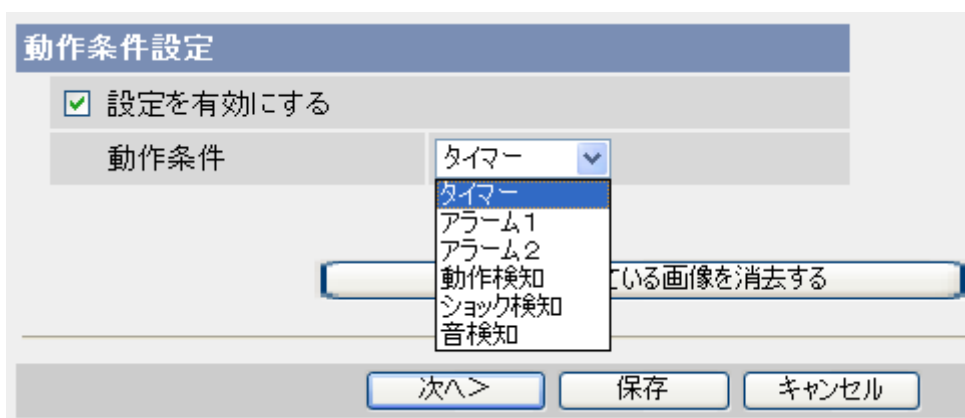 動作条件設定
設定を有効にする
動作条件
タイマー
タイマー
アラーム1
アラーム2
動作検知
ショック検知
音検知
ている画像を消去する
次へ>
保存
キャンセル